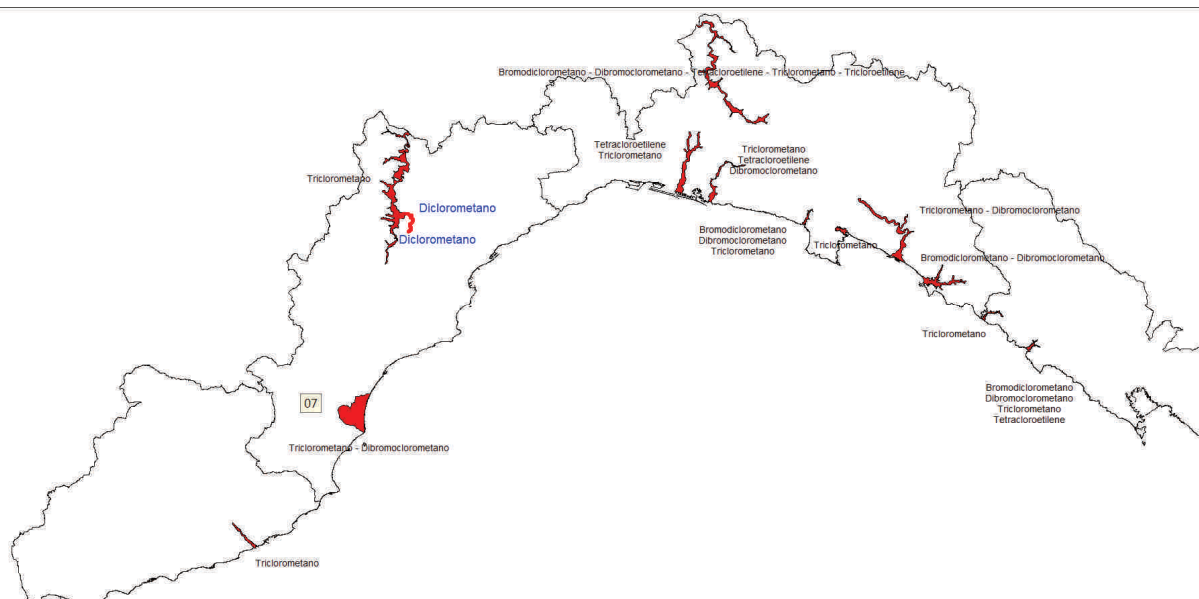 Bromodiclorometano - Dibromoclorometano - Tetracloroetilene - Triclorometano - Tricloroetilene
Tetracloroetilene
Triclorometano
Triclorometano
Tetracloroetilene
Dibromoclorometano
Triclorometano
Diclorometano
Diclorometano
Triclorometano - Dibromoclorometano
Bromodiclorometano
Dibromoclorometano
Triclorometano
Triclorometano
Bromodiclorometano - Dibromoclorometano
Triclorometano
Bromodiclorometano
Dibromoclorometano
Triclorometano
Tetracloroetilene
07
Triclorometano - Dibromoclorometano
Triclorometano